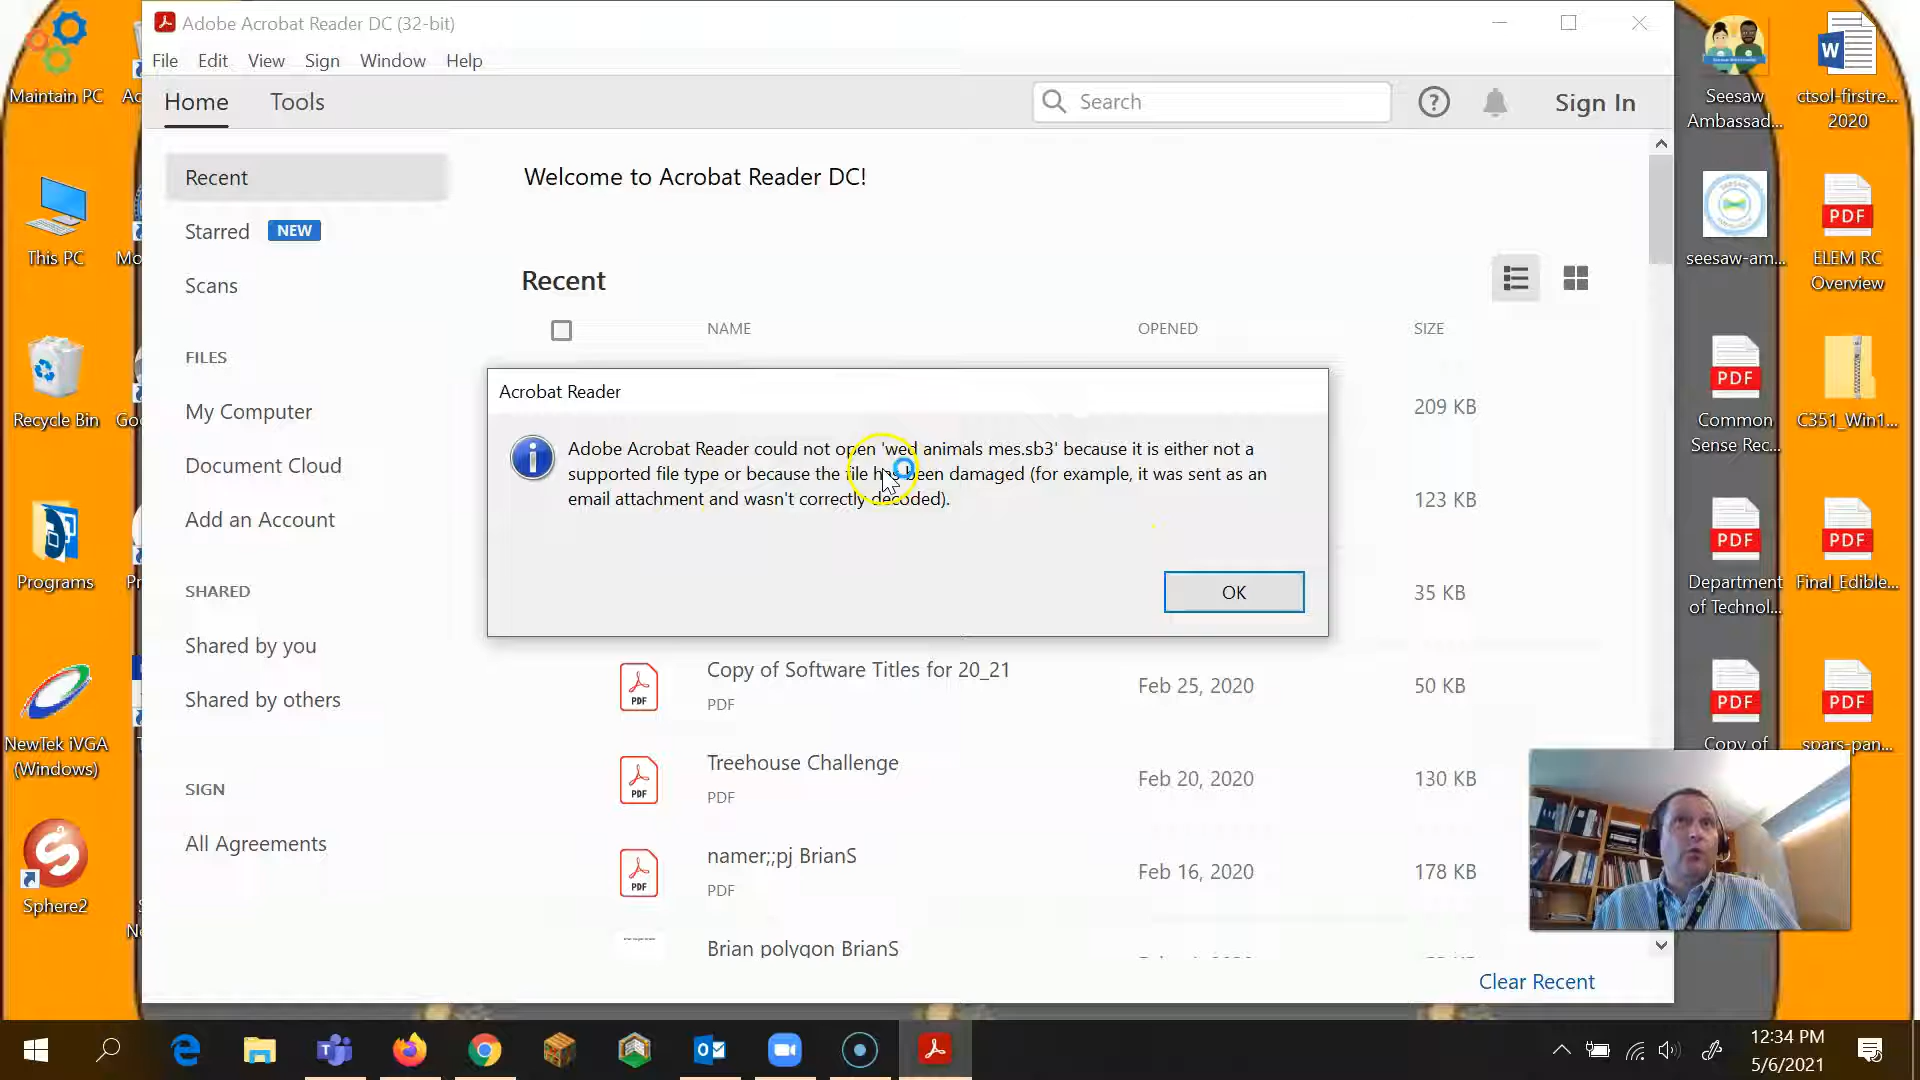 Adobe Acrobat Reader DC (32-bit)
File Edit View Sign Window Help
Home Tools
Search
Sign In
Recent
Starred NEW
Scans
FILES
My Computer
Document Cloud
Add an Account
SHARED
Shared by you
Shared by others
SIGN
All Agreements
Welcome to Acrobat Reader DC!
Recent
NAME OPENED SIZE
209 KB
123 KB
35 KB
Acrobat Reader
Adobe Acrobat Reader could not open 'wed animals mes.sb3' because it is either not a
supported file type or because the file has been damaged (for example, it was sent as an
email attachment and wasn't correctly decoded).
OK
Copy of Software Titles for 20_21
PDF
Feb 25, 2020 50 KB
Treehouse Challenge
PDF
Feb 20, 2020 130 KB
namer;;pj BrianS
PDF
Feb 16, 2020 178 KB
Brian polygon BrianS
Clear Recent
Maintain PC
This PC
Recycle Bin
Programs
NewTek iVGA
(Windows)
Sphere2
Seesaw
Ambassad...
ctsol-firstre...
2020
seesaw-am...
PDF
ELEM RC
Overview
PDF
Common
Sense Rec...
C351_Win1...
PDF
Department
of Technol...
PDF
Final_Edible...
PDF
Copy of
PDF
spars-pan...
12:34 PM
5/6/2021